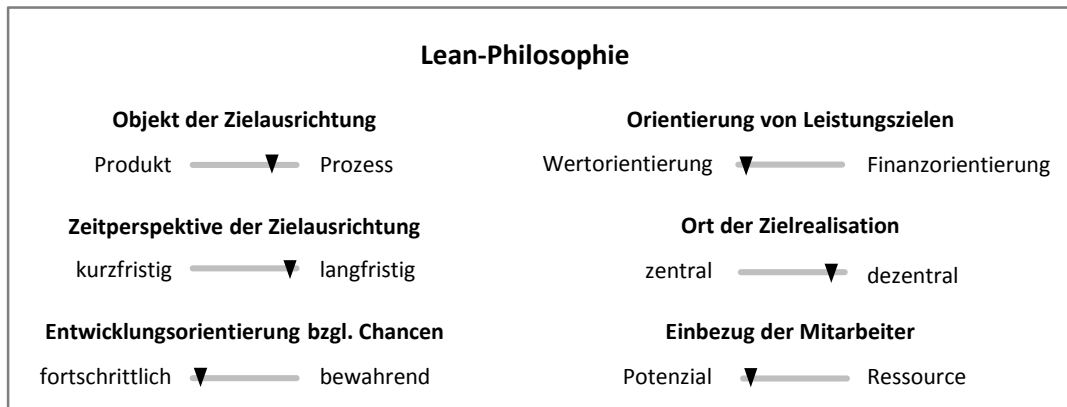 Lean-Philosophie
Objekt der Zielausrichtung
Produkt Prozess
Orientierung von Leistungszielen
Wertorientierung Finanzorientierung
Zeitperspektive der Zielausrichtung
kurzfristig langfristig
Ort der Zielrealisation
zentral dezentral
Entwicklungsorientierung bzgl. Chancen
fortschrittlich bewahrend
Einbezug der Mitarbeiter
Potenzial Ressource